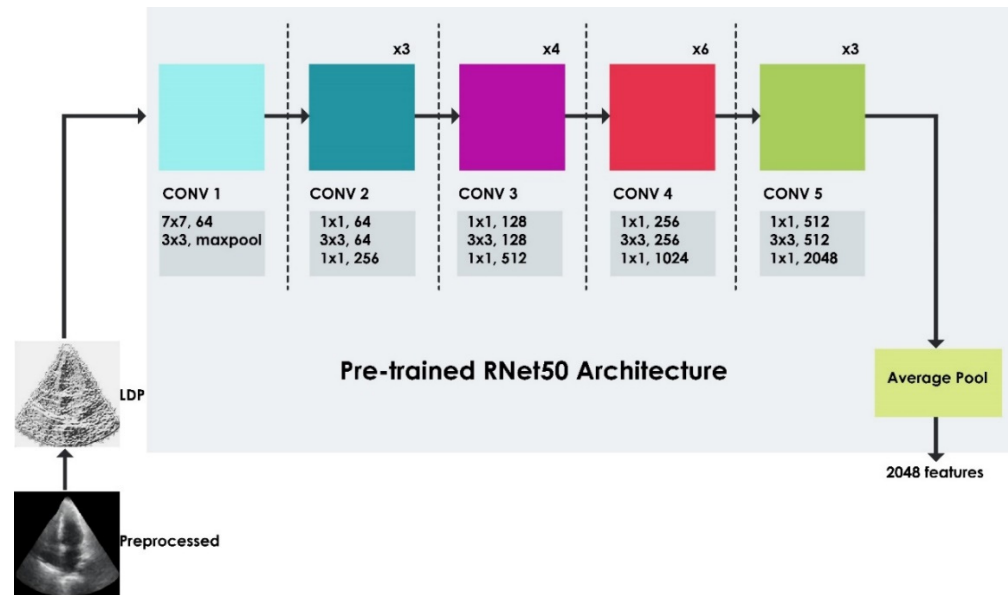 x3
x4
x6
x3
CONV 1
7x7, 64
3x3, maxpool
CONV 2
1x1, 64
3x3, 64
1x1, 256
CONV 3
1x1, 128
3x3, 128
1x1, 512
CONV 4
1x1, 256
3x3, 256
1x1, 1024
CONV 5
1x1, 512
3x3, 512
1x1, 2048
Pre-trained RNet50 Architecture
Average Pool
LDP
2048 features
Preprocessed